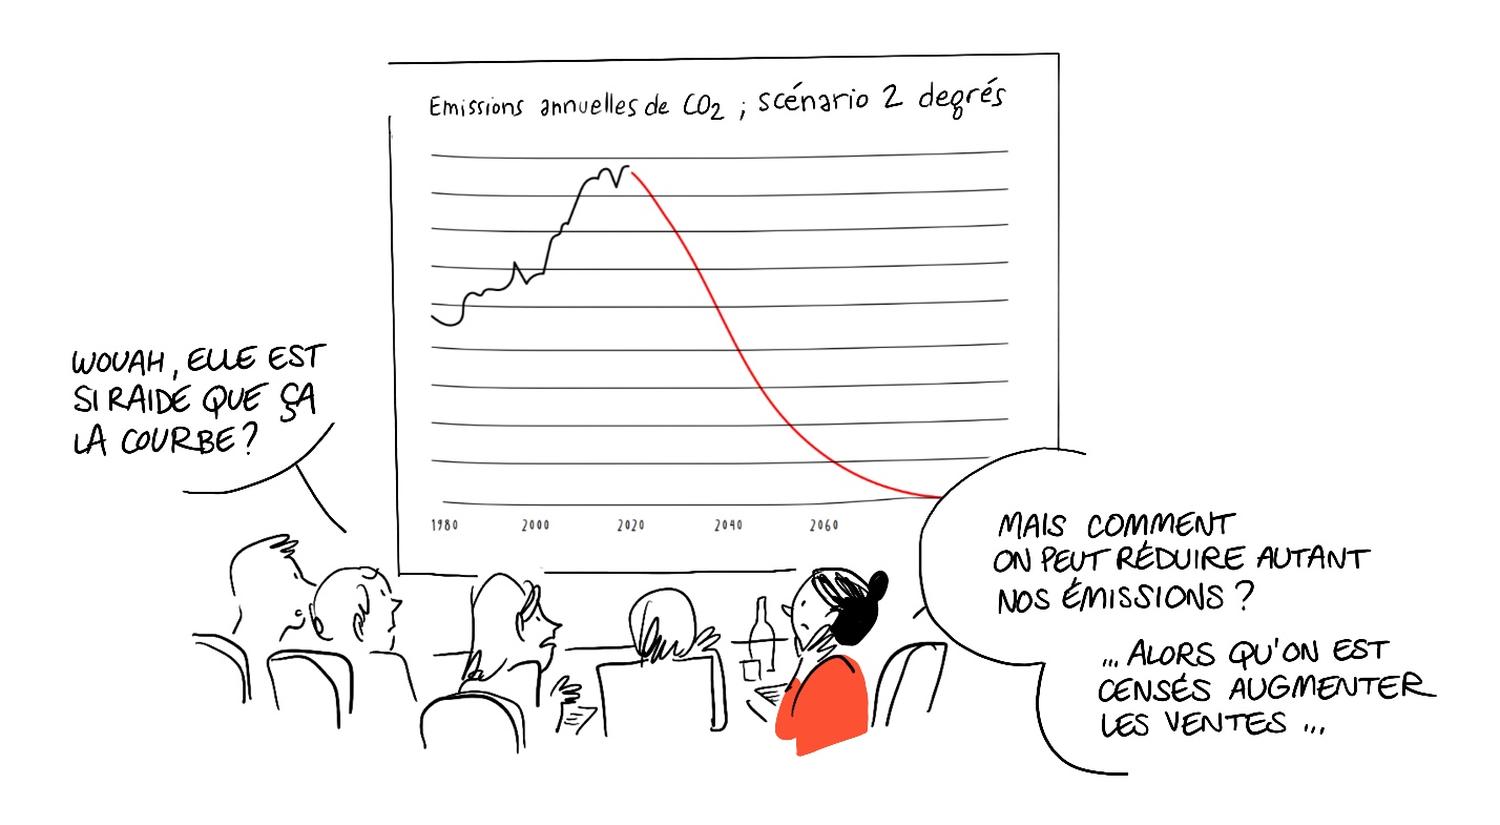 Emissions annuelles de CO2 ; scénario 2 degrés
WOUAH, ELLE EST
SI RAIDE QUE ÇA
LA COURBE ?
1980 2000 2020 2040 2060
MAIS COMMENT
ON PEUT RÉDUIRE AUTANT
NOS ÉMISSIONS ?
... ALORS QU'ON EST
CENSÉS AUGMENTER
LES VENTES ...